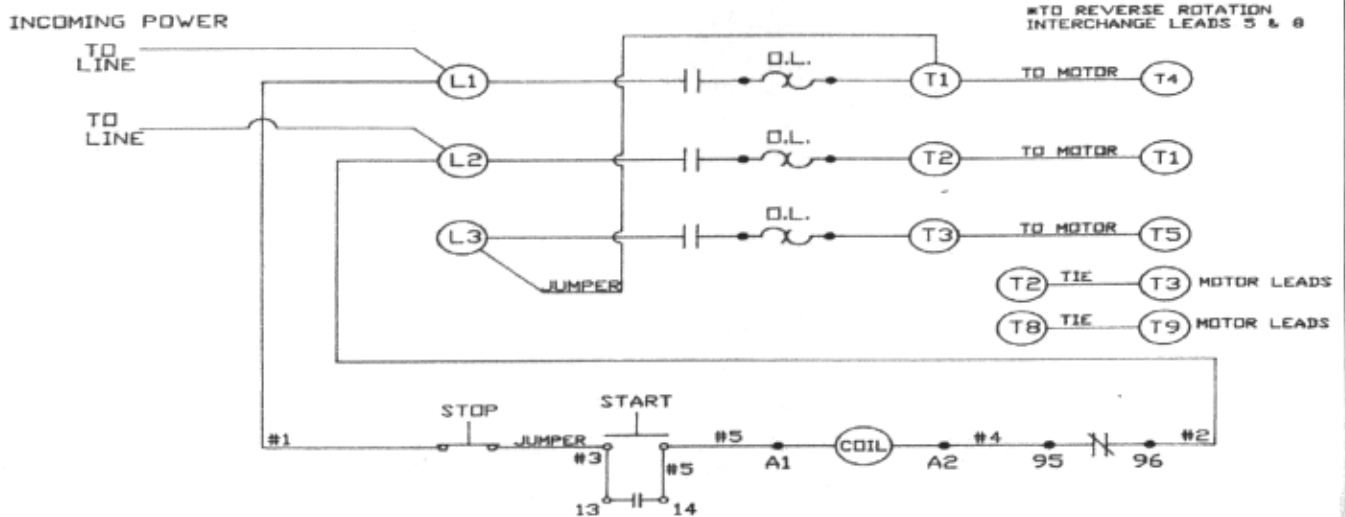 INCOMING POWER
*TO REVERSE ROTATION
INTERCHANGE LEADS 5 & 8
TO
LINE
L1
O.L.
T1
TO MOTOR
T4
TO
LINE
L2
O.L.
T2
TO MOTOR
T1
L3
O.L.
T3
TO MOTOR
T5
JUMPER
T2
TIE
T3
MOTOR LEADS
T8
TIE
T9
MOTOR LEADS
STOP
START
#1
JUMPER
#3
#5
#5
A1
COIL
A2
#4
95
96
#2
13
14